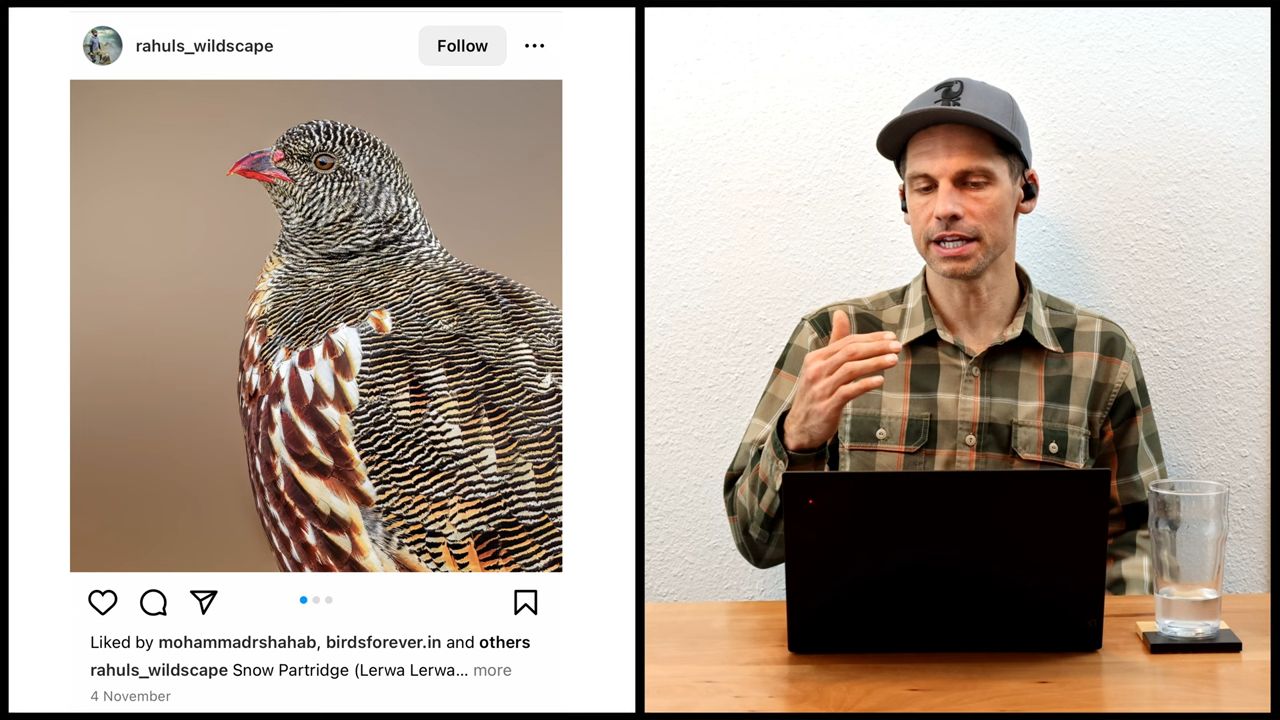 rahuls_wildscape
Follow
Liked by mohammadrshahab, birdsforever.in and others
rahuls_wildscape Snow Partridge (Lerwa Lerwa... more
4 November